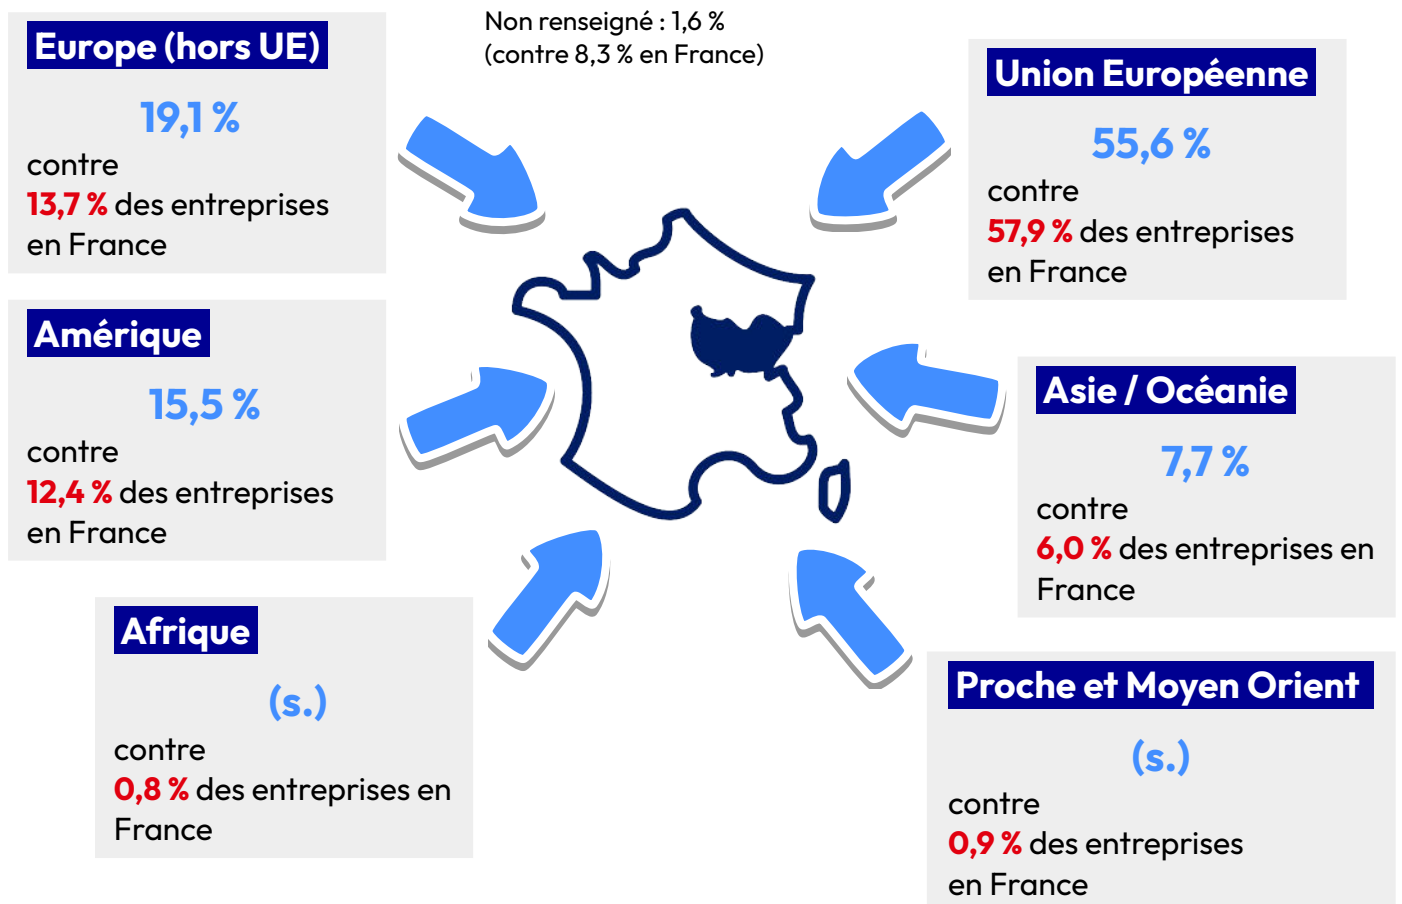 Non renseigné : 1,6 %
(contre 8,3 % en France)
Europe (hors UE)
19,1 %
contre
13,7 % des entreprises
en France
Union Européenne
55,6 %
contre
57,9 % des entreprises
en France
Amérique
15,5 %
contre
12,4 % des entreprises
en France
Asie / Océanie
7,7 %
contre
6,0 % des entreprises en
France
Afrique
(s.)
contre
0,8 % des entreprises en
France
Proche et Moyen Orient
(s.)
contre
0,9 % des entreprises
en France